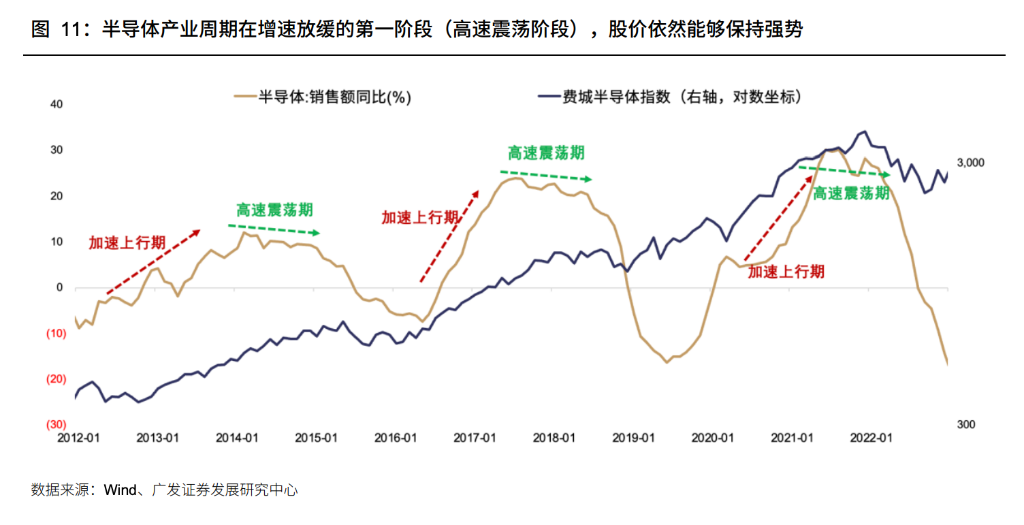 图 11：半导体产业周期在增速放缓的第一阶段（高速震荡阶段），股价依然能够保持强势
半导体:销售额同比(%)
费城半导体指数（右轴，对数坐标）
40
30
20
10
0
(10)
(20)
(30)
3,000
300
加速上行期
高速震荡期
加速上行期
高速震荡期
加速上行期
高速震荡期
2012-01
2013-01
2014-01
2015-01
2016-01
2017-01
2018-01
2019-01
2020-01
2021-01
2022-01
数据来源：Wind、广发证券发展研究中心